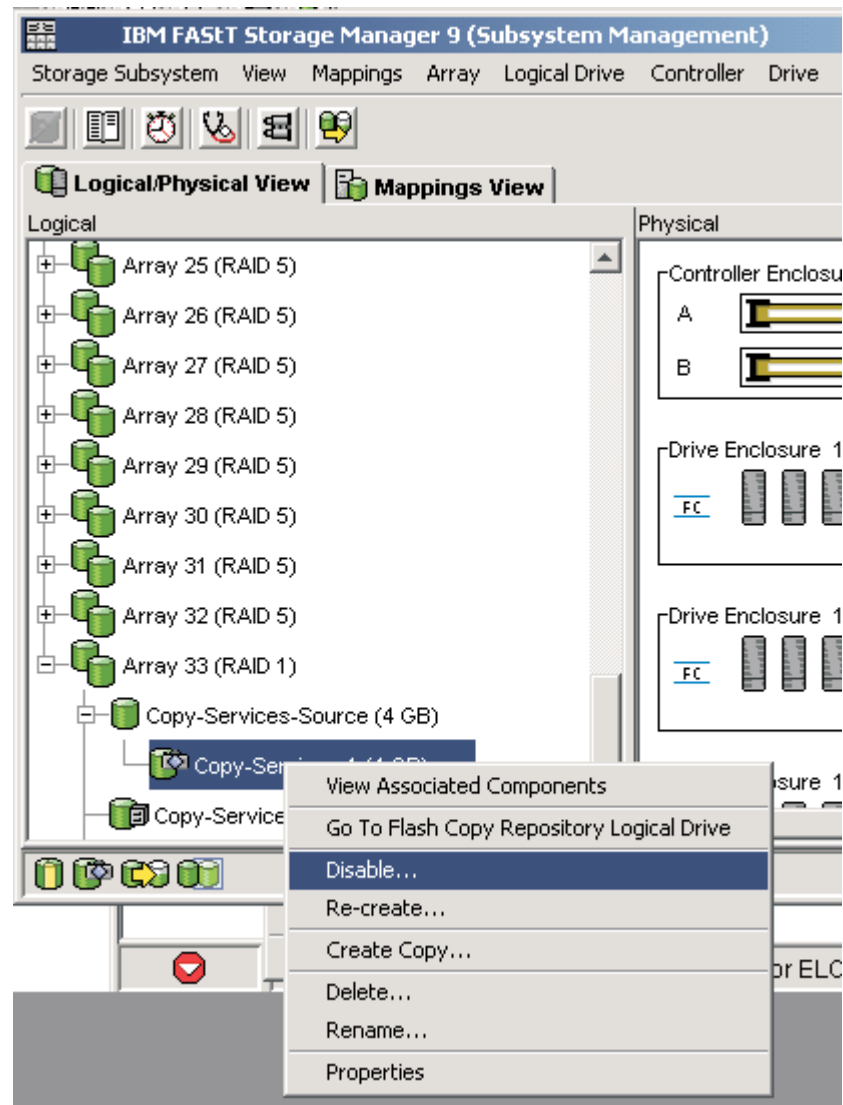 IBM FAStT Storage Manager 9 (Subsystem Management)
Storage Subsystem View Mappings Array Logical Drive Controller Drive
Logical/Physical View Mappings View
Logical
Physical
Array 25 (RAID 5)
Array 26 (RAID 5)
Array 27 (RAID 5)
Array 28 (RAID 5)
Array 29 (RAID 5)
Array 30 (RAID 5)
Array 31 (RAID 5)
Array 32 (RAID 5)
Array 33 (RAID 1)
Copy-Services-Source (4 GB)
Copy-Ser
Copy-Service
Controller Enclosu
A
B
Drive Enclosure 1
FC
Drive Enclosure 1
FC
osure 1
View Associated Components
Go To Flash Copy Repository Logical Drive
Disable...
Re-create...
Create Copy...
Delete...
Rename...
Properties
or ELC